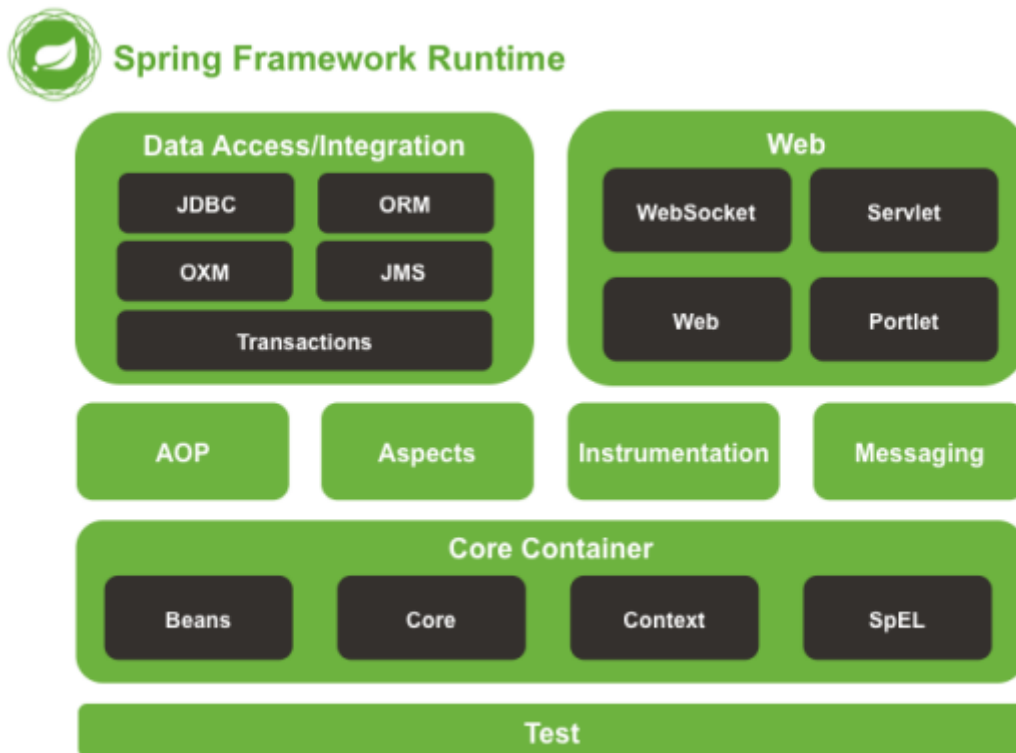 Spring Framework Runtime
Data Access/Integration
JDBC
ORM
OXM
JMS
Transactions
Web
WebSocket
Servlet
Web
Portlet
AOP
Aspects
Instrumentation
Messaging
Core Container
Beans
Core
Context
SpEL
Test